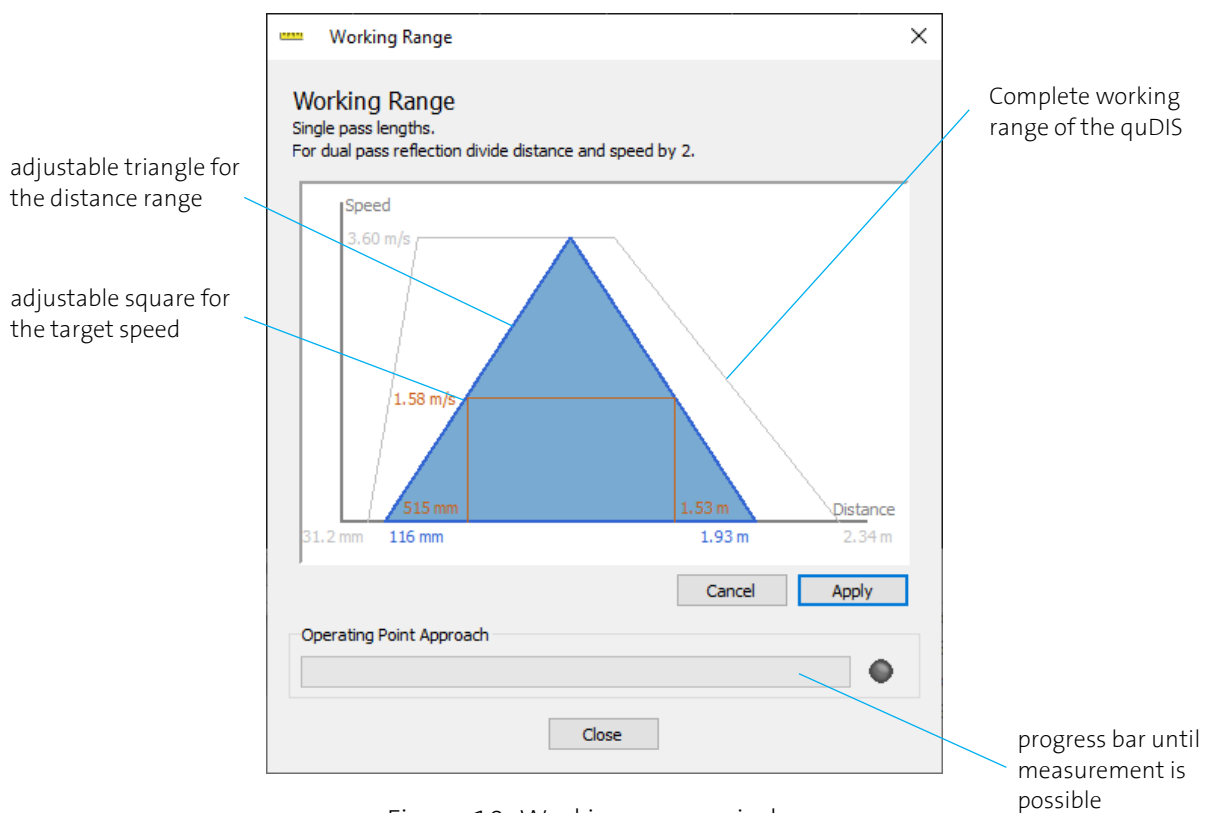 Working Range
Working Range
Single pass lengths.
For dual pass reflection divide distance and speed by 2.
Complete working
range of the quDIS
adjustable triangle for
the distance range
adjustable square for
the target speed
Speed
3.60 m/s
1.58 m/s
515 mm
1.53 m
Distance
31.2 mm
116 mm
1.93 m
2.34 m
Cancel
Apply
Operating Point Approach
Close
progress bar until
measurement is
possible